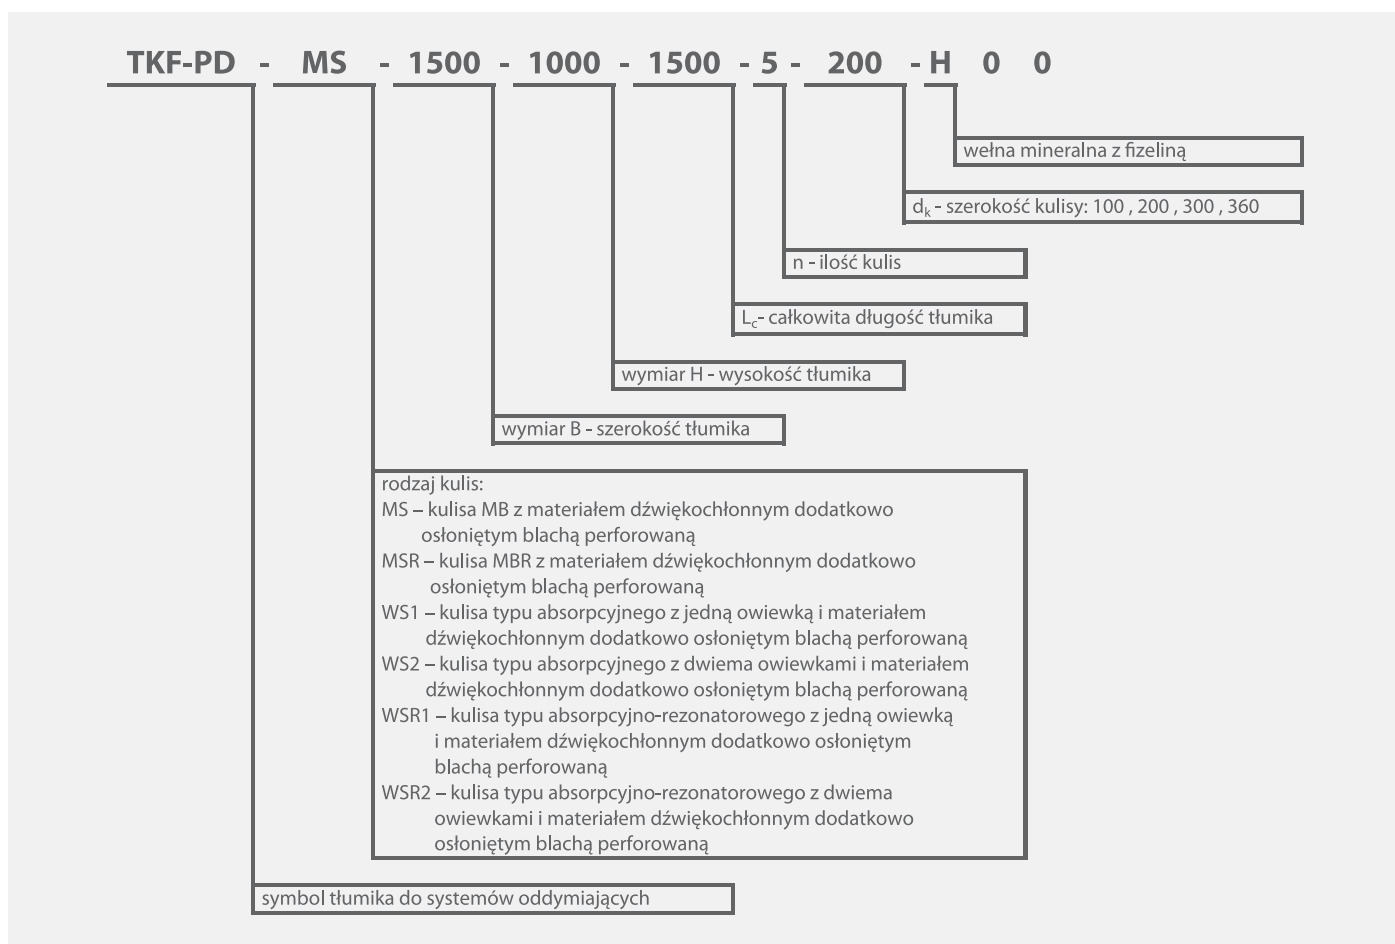 TKF-PD - MS - 1500 - 1000 - 1500 - 5 - 200 - H 0 0
wełna mineralna z fizeliną
dk - szerokość kulisy: 100 , 200 , 300 , 360
n - ilość kulis
Lc- całkowita długość tłumika
wymiar H - wysokość tłumika
wymiar B - szerokość tłumika
rodzaj kulis:
MS – kulisa MB z materiałem dźwiękochłonnym dodatkowo
osłoniętym blachą perforowaną
MSR – kulisa MBR z materiałem dźwiękochłonnym dodatkowo
osłoniętym blachą perforowaną
WS1 – kulisa typu absorpcyjnego z jedną owiewką i materiałem
dźwiękochłonnym dodatkowo osłoniętym blachą perforowaną
WS2 – kulisa typu absorpcyjnego z dwiema owiewkami i materiałem
dźwiękochłonnym dodatkowo osłoniętym blachą perforowaną
WSR1 – kulisa typu absorpcyjno-rezonatorowego z jedną owiewką
i materiałem dźwiękochłonnym dodatkowo osłoniętym
blachą perforowaną
WSR2 – kulisa typu absorpcyjno-rezonatorowego z dwiema
owiewkami i materiałem dźwiękochłonnym dodatkowo
osłoniętym blachą perforowaną
symbol tłumika do systemów oddymiających